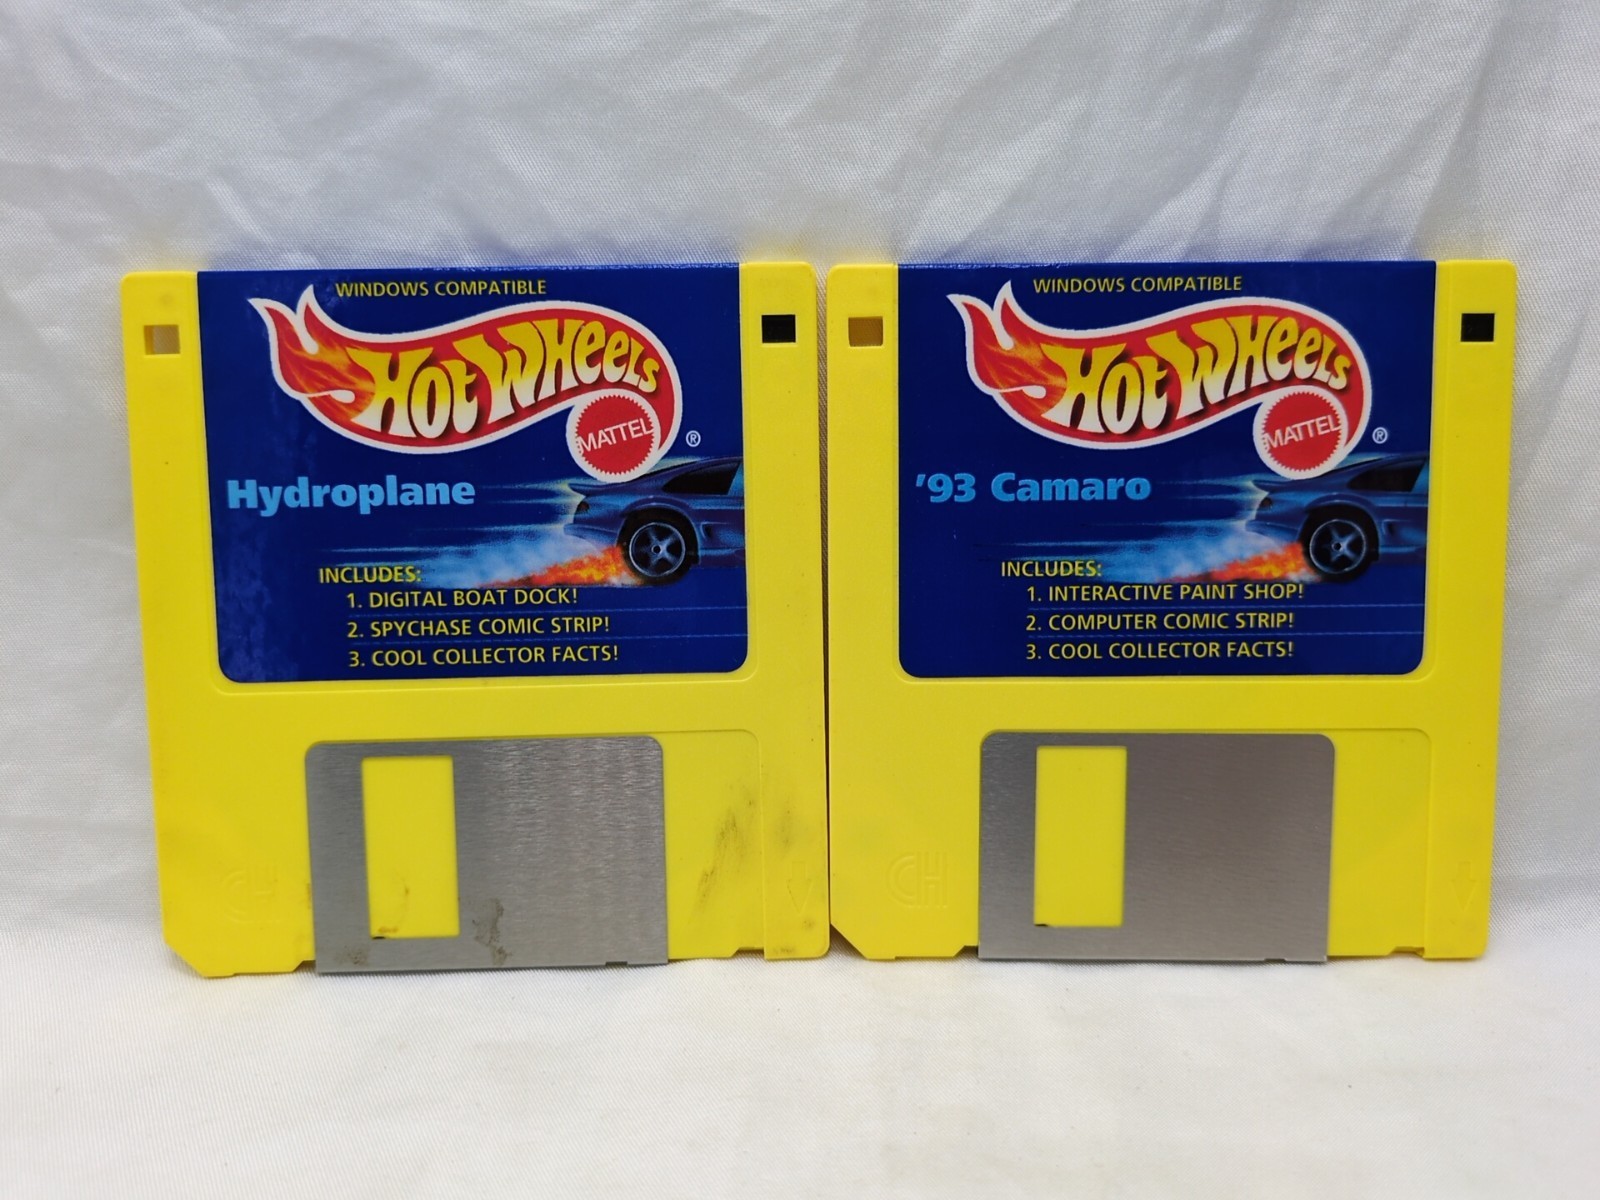 WINDOWS COMPATIBLE
HOT WHEELS
MATTEL
®
Hydroplane
INCLUDES:
1. DIGITAL BOAT DOCK!
2. SPYCHASE COMIC STRIP!
3. COOL COLLECTOR FACTS!
CH
WINDOWS COMPATIBLE
HOT WHEELS
MATTEL
®
'93 Camaro
INCLUDES:
1. INTERACTIVE PAINT SHOP!
2. COMPUTER COMIC STRIP!
3. COOL COLLECTOR FACTS!
CH